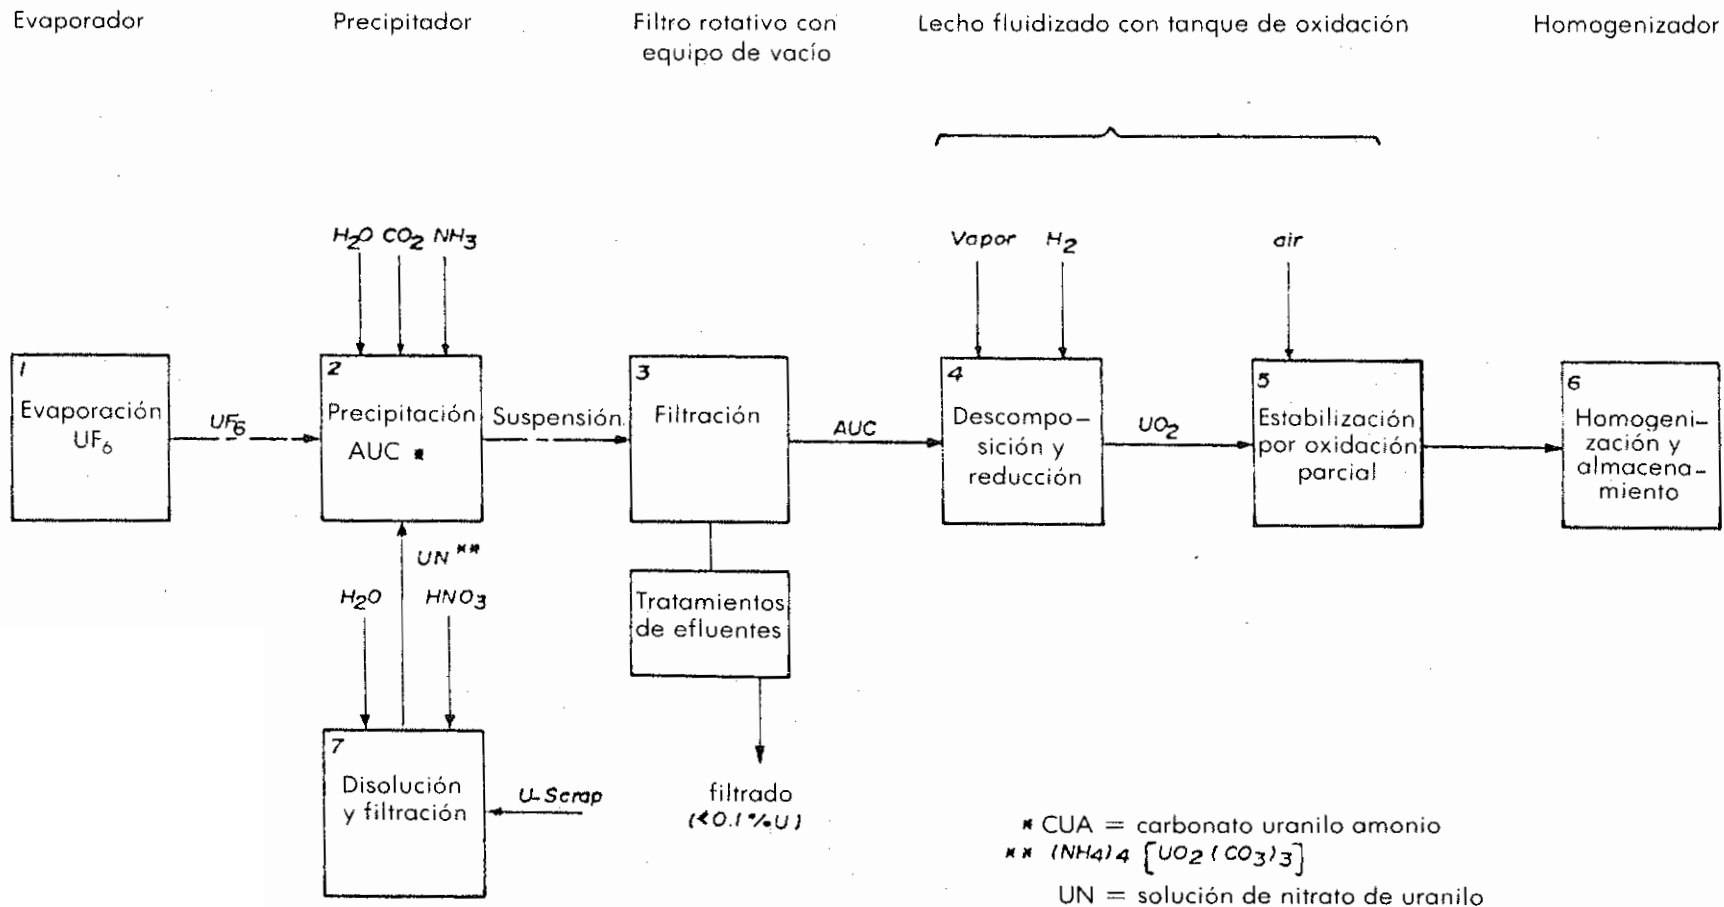 Evaporador
Precipitador
Filtro rotativo con
equipo de vacío
Lecho fluidizado con tanque de oxidación
Homogenizador
H2O CO2 NH3
Vapor H2
air
1
Evaporación
UF6
UF6
2
Precipitación
AUC *
Suspensión
3
Filtración
AUC
4
Descompo-
sición y
reducción
UO2
5
Estabilización
por oxidación
parcial
6
Homogeni-
zación y
almacena-
miento
UN **
H2O HNO3
Tratamientos
de efluentes
7
Disolución
y filtración
U-Scrap
filtrado
(<0.1%U)
* CUA = carbonato uranilo amonio
** (NH4)4 [UO2(CO3)3]
UN = solución de nitrato de uranilo